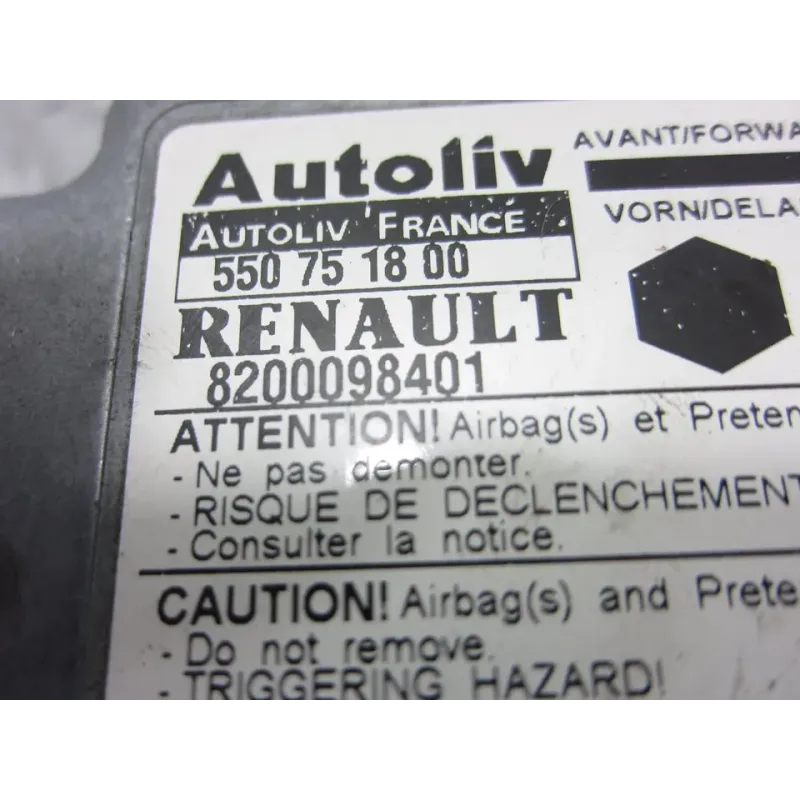 Autoliv
AUTOLIV FRANCE
550 75 18 00
RENAULT
8200098401
AVANT/FORWA
VORN/DELA
ATTENTION! Airbag(s) et Preten
- Ne pas demonter.
- RISQUE DE DECLENCHEMENT
- Consulter la notice.
CAUTION! Airbag(s) and Prete
- Do not remove.
- TRIGGERING HAZARD!